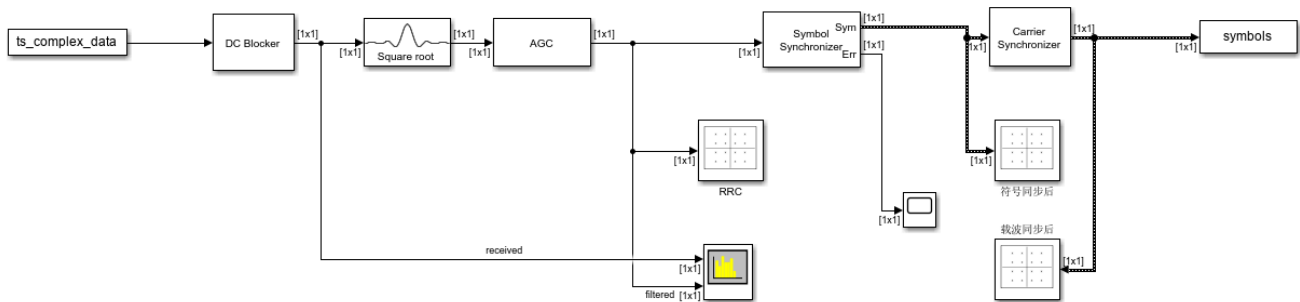 ts_complex_data
DC Blocker
[1x1]
[1x1]
Square root
[1x1]
[1x1]
AGC
[1x1]
[1x1]
Symbol
Synchronizer
Sym
Err
[1x1]
[1x1]
[1x1]
Carrier
Synchronizer
[1x1]
[1x1]
symbols
[1x1]
RRC
[1x1]
符号同步后
[1x1]
载波同步后
[1x1]
received
[1x1]
filtered
[1x1]